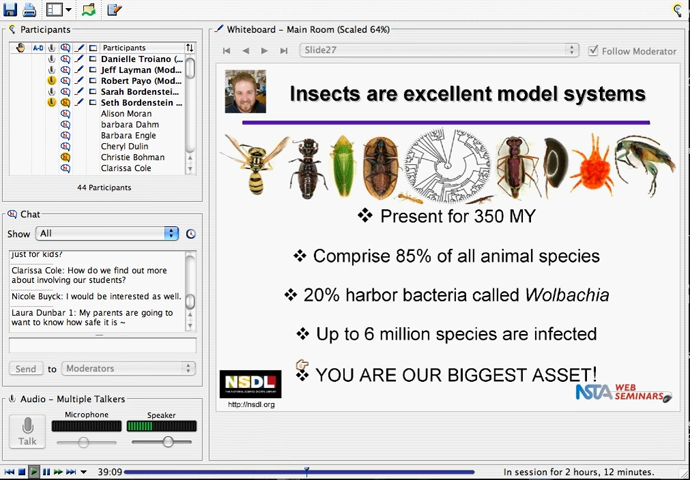 Participants
A-D
Participants
Danielle Troiano (...
Jeff Layman (Mod...
Robert Payo (Mod...
Sarah Bordenstei...
Seth Bordenstein ...
Alison Moran
barbara Dahm
Barbara Engle
Cheryl Dulin
Christie Bohman
Clarissa Cole
44 Participants
Chat
Show All
just for kids?
Clarissa Cole: How do we find out more
about involving our students?
Nicole Buyck: I would be interested as well.
Laura Dunbar 1: My parents are going to
want to know how safe it is ~
Send to Moderators
Audio - Multiple Talkers
Microphone
Speaker
Talk
Whiteboard - Main Room (Scaled 64%)
Slide27
Follow Moderator
Insects are excellent model systems
❖ Present for 350 MY
❖ Comprise 85% of all animal species
❖ 20% harbor bacteria called Wolbachia
❖ Up to 6 million species are infected
❖ YOU ARE OUR BIGGEST ASSET!
NSDL
http://nsdl.org
NSTA WEB
SEMINARS
39:09
In session for 2 hours, 12 minutes.